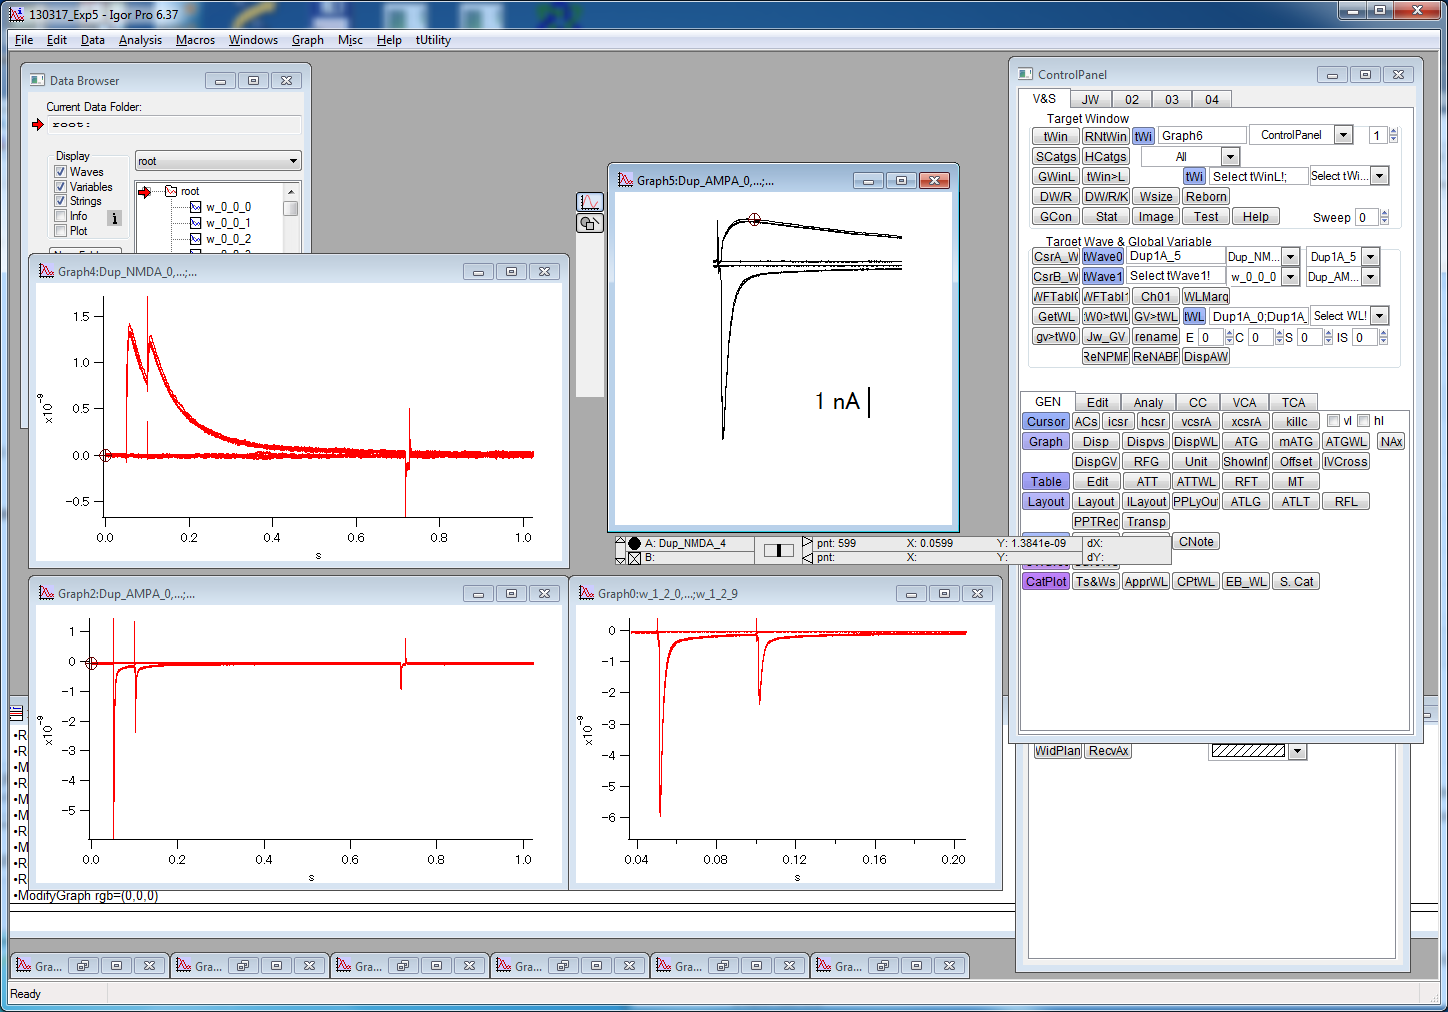 130317_Exp5 - Igor Pro 6.37
File Edit Data Analysis Macros Windows Graph Misc Help tUtility
Data Browser
Current Data Folder:
root:
Display
Waves
Variables
Strings
Info
Plot
root
root
w_0_0_0
w_0_0_1
w_0_0_2
Graph4:Dup_NMDA_0,...;...
1.5
1.0
0.5
0.0
-0.5
x10⁻⁹
0.0 0.2 0.4 0.6 0.8 1.0
s
Graph5:Dup_AMPA_0,...;...
1 nA
A: Dup_NMDA_4 pnt: 599 X: 0.0599 Y: 1.3841e-09 dX:
B: pnt: X: Y: dY:
Graph2:Dup_AMPA_0,...;...
1
0
-1
-2
-3
-4
-5
x10⁻⁹
0.0 0.2 0.4 0.6 0.8 1.0
s
Graph0:w_1_2_0,...;w_1_2_9
0
-1
-2
-3
-4
-5
-6
x10⁻⁹
0.04 0.08 0.12 0.16 0.20
s
ControlPanel
V&S JW 02 03 04
Target Window
tWin RNtWin tWi Graph6 ControlPanel 1
SCatgs HCatgs All
GWinL tWin>L tWi Select tWinL!; Select tWi...
DW/R DW/R/K Wsize Reborn
GCon Stat Image Test Help Sweep 0
Target Wave & Global Variable
CsrA_W tWave0 Dup1A_5 Dup_NM... Dup1A_5
CsrB_W tWave1 Select tWave1! w_0_0_0 Dup_AM...
WFTabl0 WFTabl1 Ch01 WLMarq
GetWL W0>tWL GV>tWL tWL Dup1A_0;Dup1A_ Select WL!
gv>tW0 Jw_GV rename E 0 C 0 S 0 IS 0
ReNPMF ReNABF DispAW
GEN Edit Analy CC VCA TCA
Cursor ACs icsr hcsr vcsrA xcsrA killc vl hl
Graph Disp Dispvs DispWL ATG mATG ATGWL NAx
DispGV RFG Unit ShowInf Offset IVCross
Table Edit ATT ATTWL RFT MT
Layout Layout lLayout PPLyOut ATLG ATLT RFL
PPTRec Transp
CNote
CatPlot Ts&Ws ApprWL CPtWL EB_WL S. Cat
WidPlan RecvAx
•R
•R
•M
•R
•M
•M
•R
•M
•R
•R
•ModifyGraph rgb=(0,0,0)
Gra... Gra... Gra... Gra... Gra... Gra...
Ready